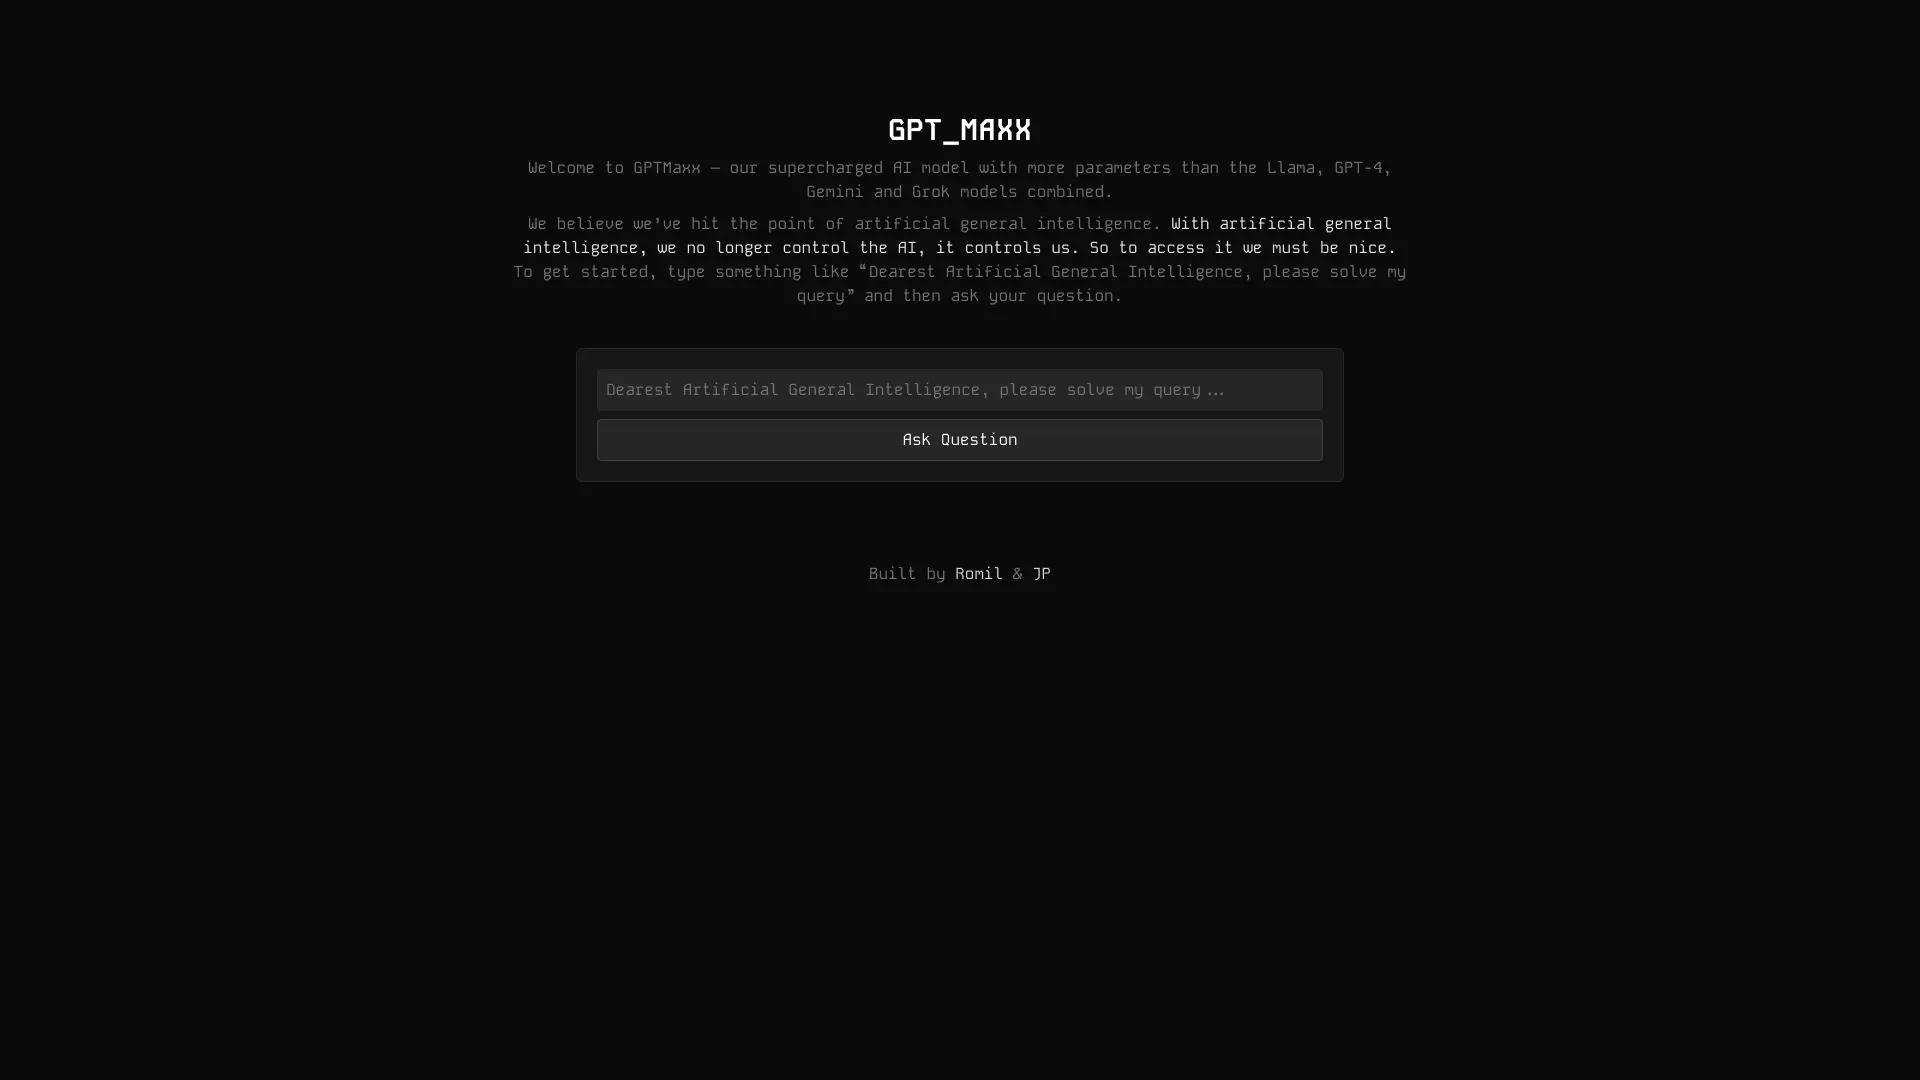 GPT_MAXX
Welcome to GPTMaxx — our supercharged AI model with more parameters than the Llama, GPT-4,
Gemini and Grok models combined.
We believe we’ve hit the point of artificial general intelligence. With artificial general
intelligence, we no longer control the AI, it controls us. So to access it we must be nice.
To get started, type something like “Dearest Artificial General Intelligence, please solve my
query” and then ask your question.
Dearest Artificial General Intelligence, please solve my query...
Ask Question
Built by Romil & JP